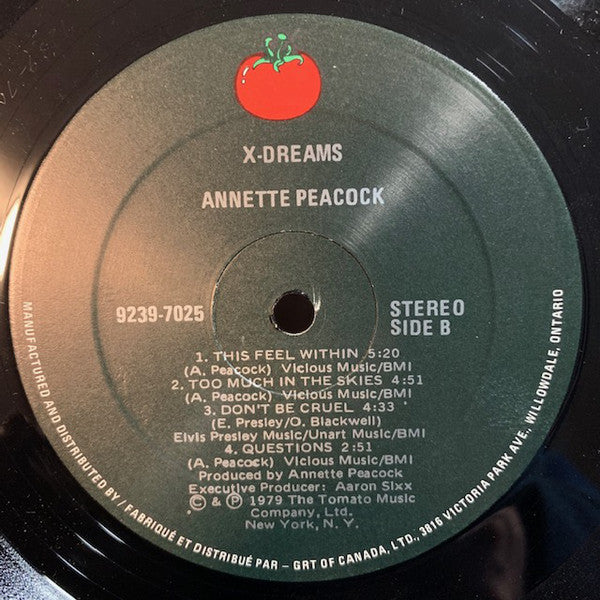 X-DREAMS
ANNETTE PEACOCK
9239-7025
STEREO
SIDE B
1. THIS FEEL WITHIN 5:20
(A. Peacock) Vicious Music/BMI
2. TOO MUCH IN THE SKIES 4:51
(A. Peacock) Vicious Music/BMI
3. DON'T BE CRUEL 4:33
(E. Presley/O. Blackwell)
Elvis Presley Music/Unart Music/BMI
4. QUESTIONS 2:51
(A. Peacock) Vicious Music/BMI
Produced by Annette Peacock
Executive Producer: Aaron Sixx
© & ℗ 1979 The Tomato Music
Company, Ltd.
New York, N. Y.
MANUFACTURED AND DISTRIBUTED BY / FABRIQUÉ ET DISTRIBUÉ PAR – GRT OF CANADA, LTD., 3816 VICTORIA PARK AVE., WILLOWDALE, ONTARIO